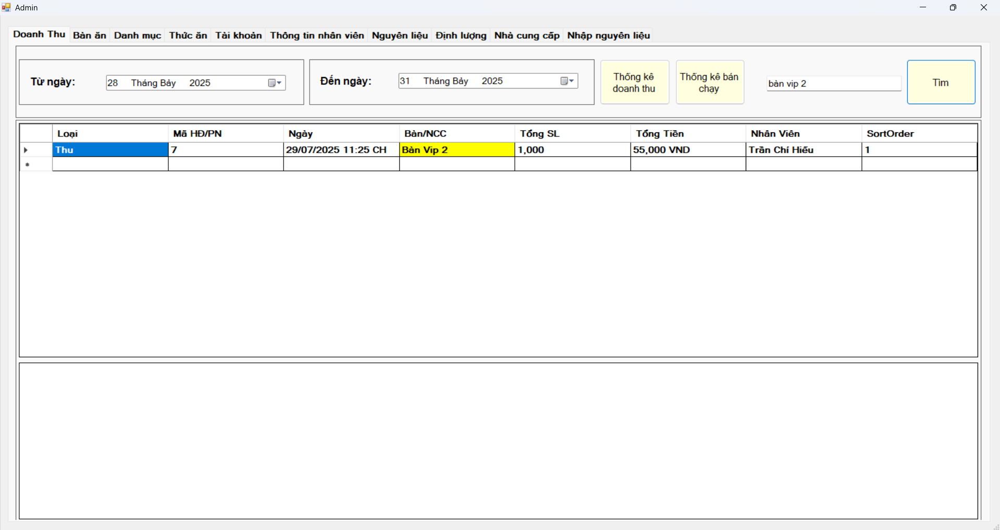 Admin
Doanh Thu Bàn ăn Danh mục Thức ăn Tài khoản Thông tin nhân viên Nguyên liệu Định lượng Nhà cung cấp Nhập nguyên liệu
Từ ngày: 28 Tháng Bảy 2025 Đến ngày: 31 Tháng Bảy 2025
Thống kê doanh thu
Thống kê bán chạy
bàn vip 2
Tìm
Loại Mã HĐ/PN Ngày Bàn/NCC Tổng SL Tổng Tiền Nhân Viên SortOrder
Thu 7 29/07/2025 11:25 CH Bàn Vip 2 1,000 55,000 VND Trần Chí Hiếu 1